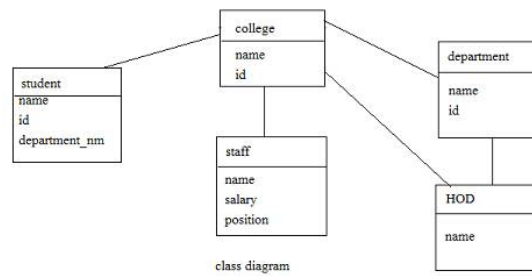 college
name
id
student
name
id
department_nm
department
name
id
staff
name
salary
position
HOD
name
class diagram